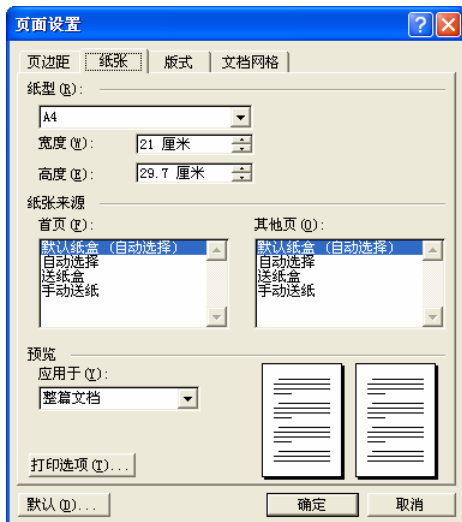 页面设置
页边距 纸张 版式 文档网格
纸型(R):
A4
宽度(W): 21 厘米
高度(E): 29.7 厘米
纸张来源
首页(F): 其他页(O):
默认纸盒 (自动选择) 默认纸盒 (自动选择)
自动选择 自动选择
送纸盒 送纸盒
手动送纸 手动送纸
预览
应用于(Y):
整篇文档
打印选项(T)...
默认(D)... 确定 取消